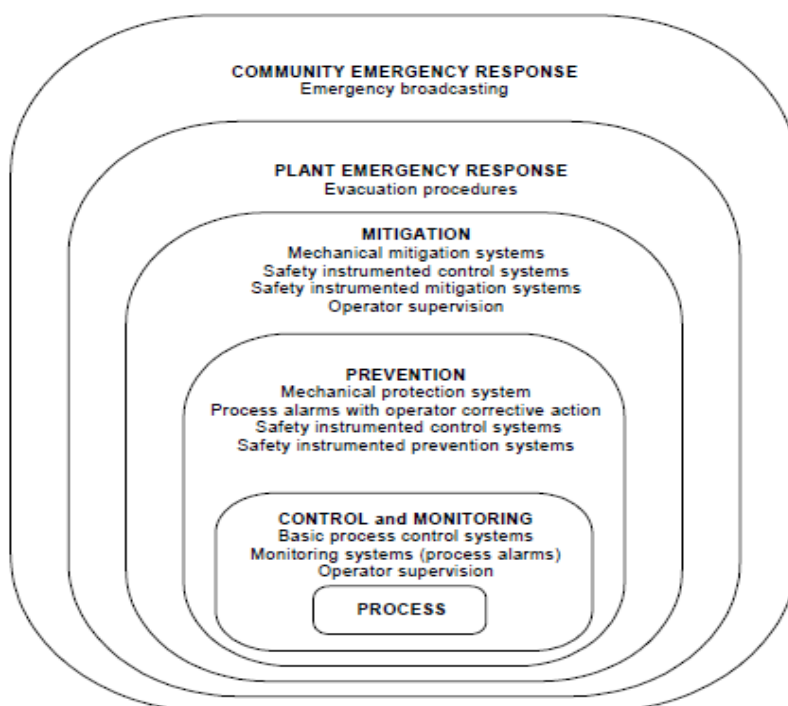 COMMUNITY EMERGENCY RESPONSE
Emergency broadcasting
PLANT EMERGENCY RESPONSE
Evacuation procedures
MITIGATION
Mechanical mitigation systems
Safety instrumented control systems
Safety instrumented mitigation systems
Operator supervision
PREVENTION
Mechanical protection system
Process alarms with operator corrective action
Safety instrumented control systems
Safety instrumented prevention systems
CONTROL and MONITORING
Basic process control systems
Monitoring systems (process alarms)
Operator supervision
PROCESS